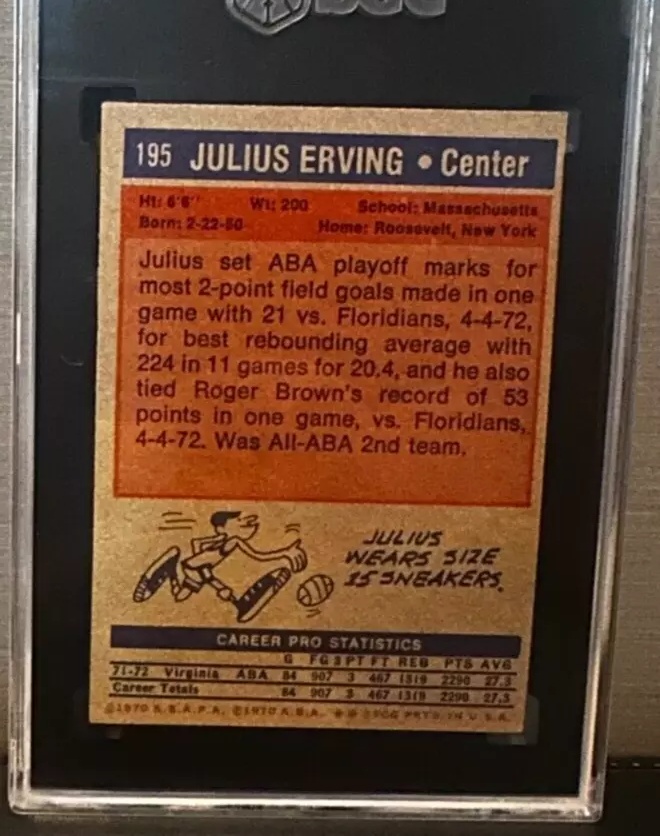 195 JULIUS ERVING • Center
Ht: 6'6" Wt: 200 School: Massachusetts
Born: 2-22-50 Home: Roosevelt, New York
Julius set ABA playoff marks for
most 2-point field goals made in one
game with 21 vs. Floridians, 4-4-72,
for best rebounding average with
224 in 11 games for 20.4, and he also
tied Roger Brown's record of 53
points in one game, vs. Floridians,
4-4-72. Was All-ABA 2nd team.
JULIUS
WEARS SIZE
15 SNEAKERS.
CAREER PRO STATISTICS
G FG 3PT FT REB PTS AVG
71-72 Virginia ABA 84 907 3 467 1319 2290 27.3
Career Totals 84 907 3 467 1319 2290 27.3
PRTD. IN U.S.A.